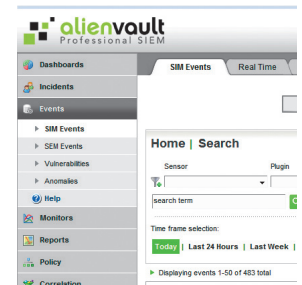 alienvault
Professional SIEM
Dashboards
Incidents
Events
SIM Events
SEM Events
Vulnerabilities
Anomalies
Help
Monitors
Reports
Policy
Correlation
SIM Events
Real Time
Home | Search
Sensor
Plugin
search term
Time frame selection:
Today | Last 24 Hours | Last Week |
Displaying events 1-50 of 483 total